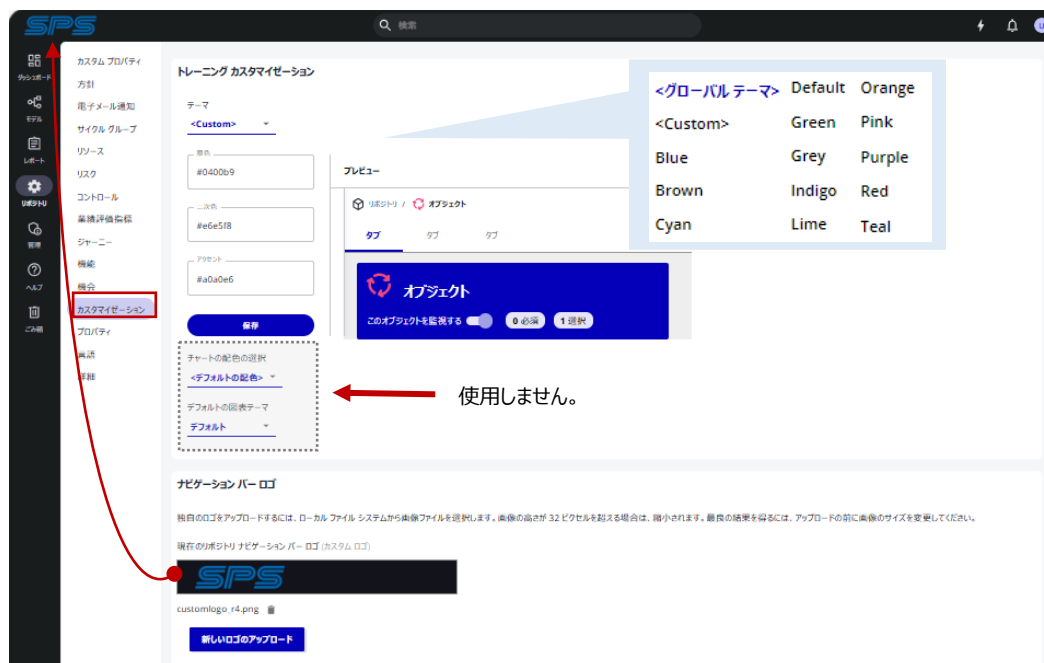 SPS
検索
ダッシュボード
モデル
レポート
リポジトリ
管理
ヘルプ
ごみ箱
カスタム プロパティ
方針
電子メール通知
サイクル グループ
リソース
リスク
コントロール
業績評価指標
ジャーニー
機能
機会
カスタマイゼーション
プロパティ
言語
詳細
トレーニング カスタマイゼーション
テーマ
<Custom>
原色
#0400b9
二次色
#e6e5f8
アクセント
#a0a0e6
保存
プレビュー
リポジトリ / オブジェクト
タブ タブ タブ
オブジェクト
このオブジェクトを監視する 0 必須 1 選択
<グローバル テーマ> Default Orange
<Custom> Green Pink
Blue Grey Purple
Brown Indigo Red
Cyan Lime Teal
チャートの配色の選択
<デフォルトの配色>
デフォルトの図表テーマ
デフォルト
使用しません。
ナビゲーション バー ロゴ
独自のロゴをアップロードするには、ローカル ファイル システムから画像ファイルを選択します。画像の高さが 32 ピクセルを超える場合は、縮小されます。最良の結果を得るには、アップロードの前に画像のサイズを変更してください。
現在のリポジトリ ナビゲーション バー ロゴ (カスタム ロゴ)
SPS
customlogo_r4.png
新しいロゴのアップロード